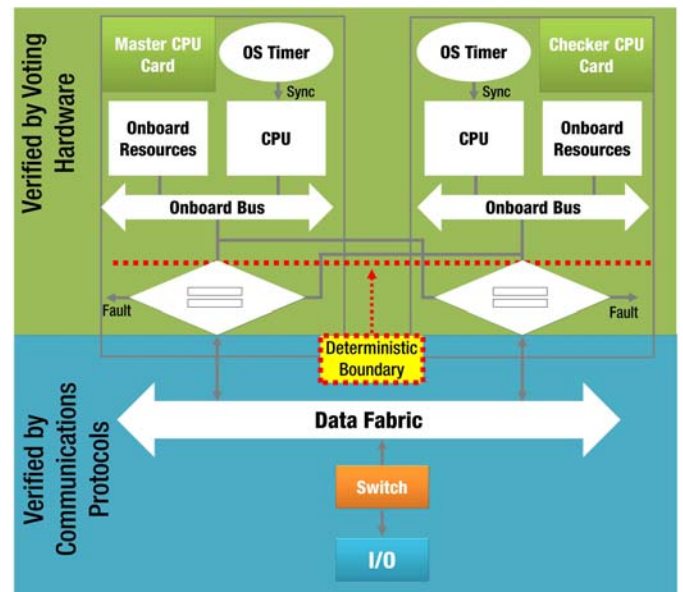 Verified by Voting
Hardware
Master CPU
Card
OS Timer
Sync
Onboard
Resources
CPU
Onboard Bus
Fault
OS Timer
Checker CPU
Card
Sync
CPU
Onboard
Resources
Onboard Bus
Fault
Deterministic
Boundary
Verified by
Communications
Protocols
Data Fabric
Switch
I/O